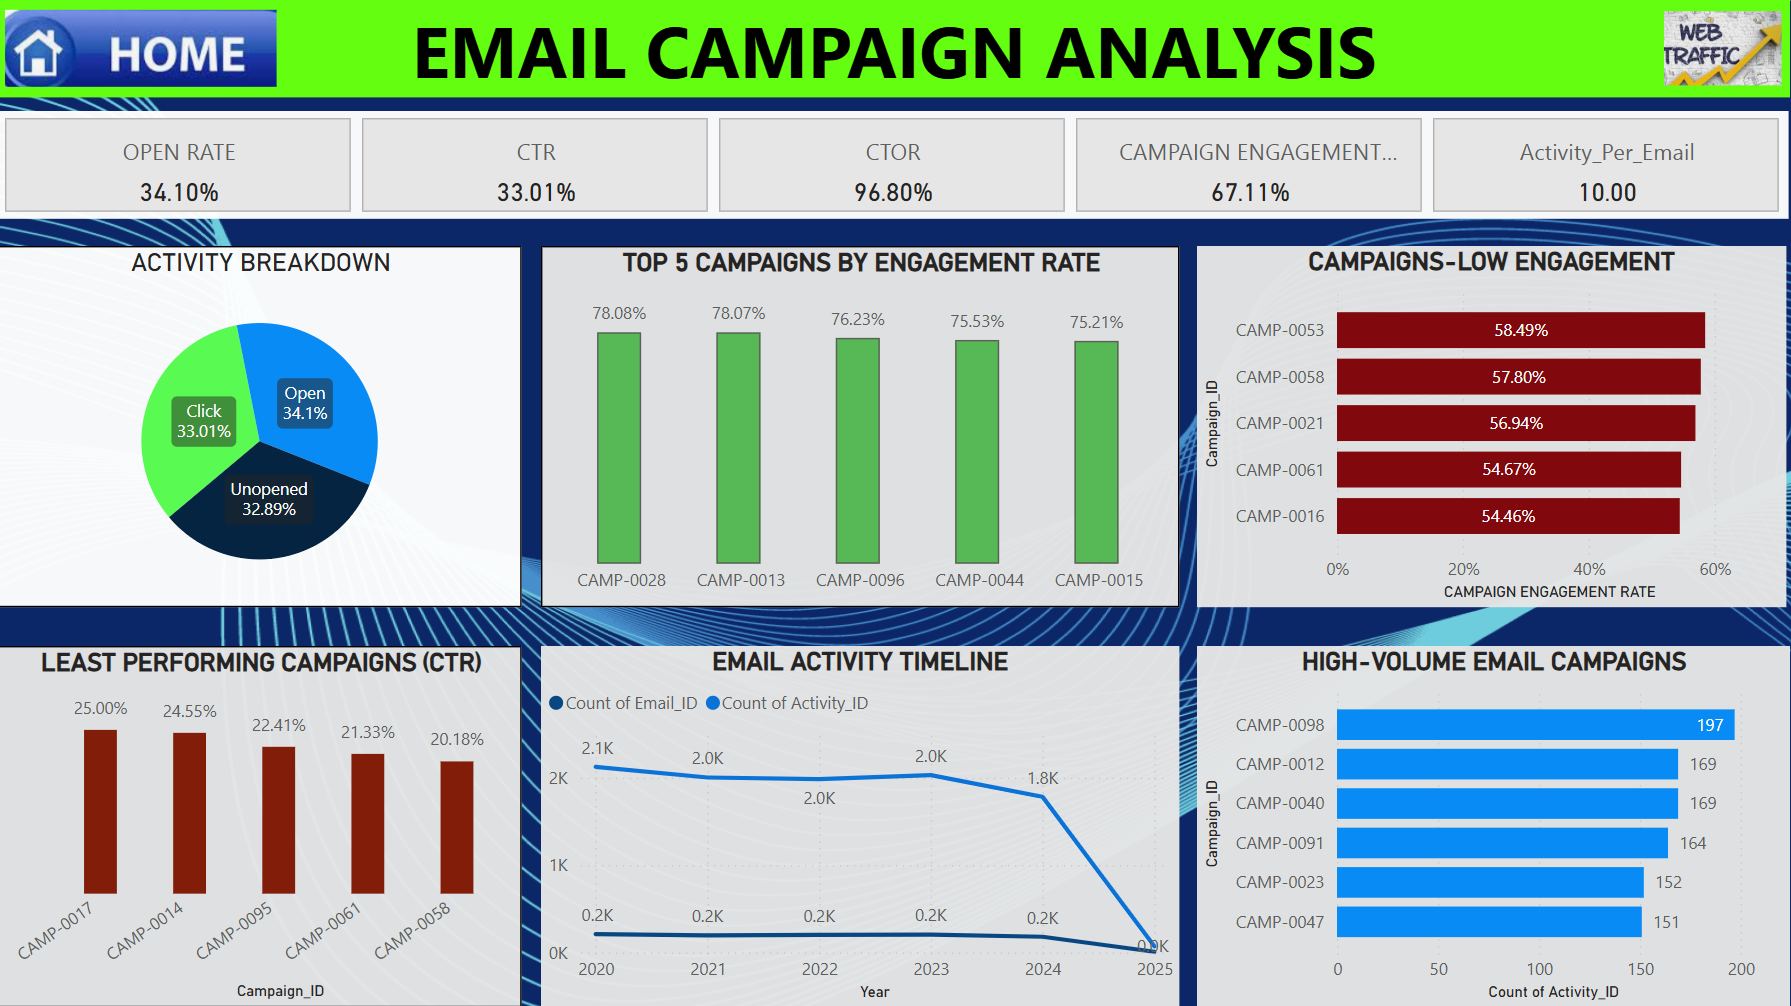 HOME
EMAIL CAMPAIGN ANALYSIS
WEB
TRAFFIC
OPEN RATE
34.10%
CTR
33.01%
CTOR
96.80%
CAMPAIGN ENGAGEMENT...
67.11%
Activity_Per_Email
10.00
ACTIVITY BREAKDOWN
Open
34.1%
Click
33.01%
Unopened
32.89%
TOP 5 CAMPAIGNS BY ENGAGEMENT RATE
78.08% 78.07% 76.23% 75.53% 75.21%
CAMP-0028 CAMP-0013 CAMP-0096 CAMP-0044 CAMP-0015
CAMPAIGNS-LOW ENGAGEMENT
Campaign_ID
CAMP-0053 58.49%
CAMP-0058 57.80%
CAMP-0021 56.94%
CAMP-0061 54.67%
CAMP-0016 54.46%
0% 20% 40% 60%
CAMPAIGN ENGAGEMENT RATE
LEAST PERFORMING CAMPAIGNS (CTR)
25.00% 24.55% 22.41% 21.33% 20.18%
CAMP-0017 CAMP-0014 CAMP-0095 CAMP-0061 CAMP-0058
Campaign_ID
EMAIL ACTIVITY TIMELINE
Count of Email_ID Count of Activity_ID
2.1K 2.0K 2.0K 2.0K 1.8K
2K
1K
0.2K 0.2K 0.2K 0.2K 0.2K 0.0K
0K
2020 2021 2022 2023 2024 2025
Year
HIGH-VOLUME EMAIL CAMPAIGNS
Campaign_ID
CAMP-0098 197
CAMP-0012 169
CAMP-0040 169
CAMP-0091 164
CAMP-0023 152
CAMP-0047 151
0 50 100 150 200
Count of Activity_ID